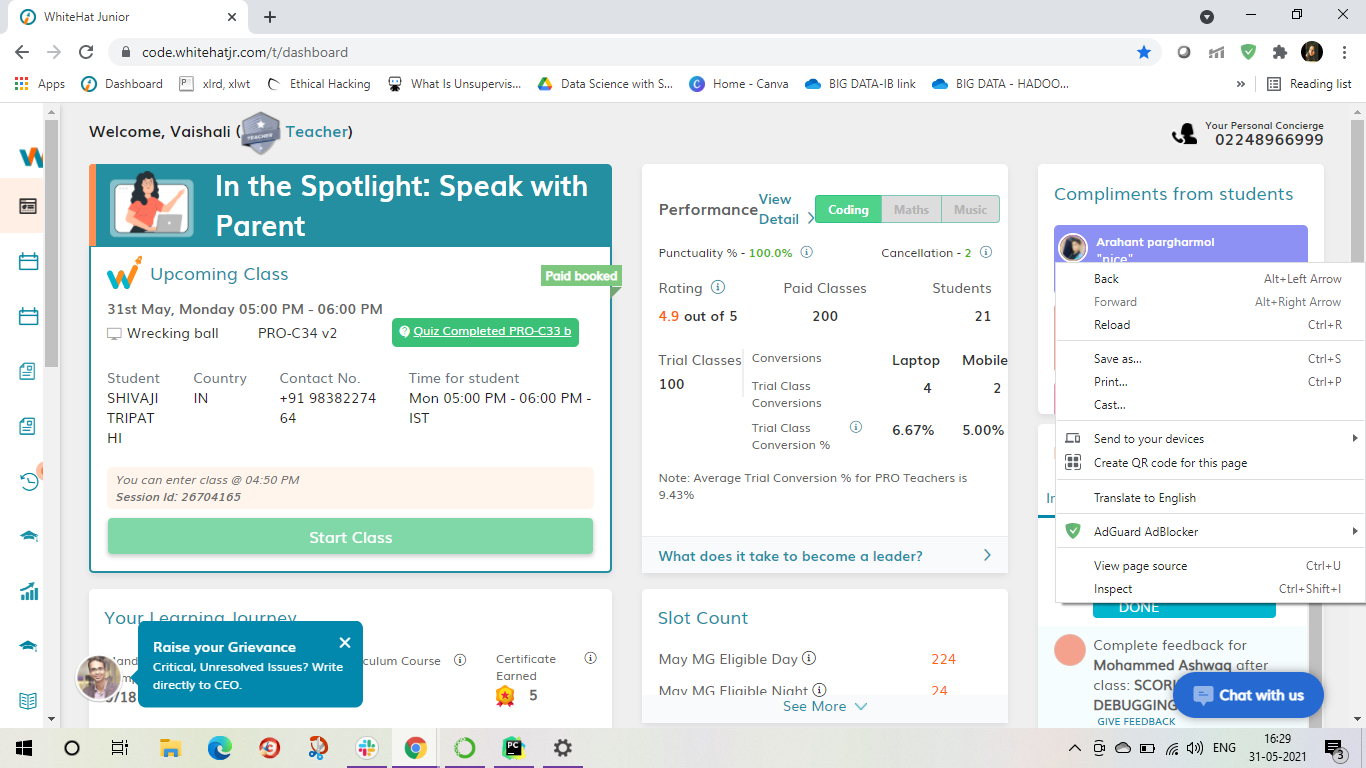 WhiteHat Junior
code.whitehatjr.com/t/dashboard
Apps
Dashboard
xlrd, xlwt
Ethical Hacking
What Is Unsupervis...
Data Science with S...
Home - Canva
BIG DATA-IB link
BIG DATA - HADOO...
»
Reading list
Welcome, Vaishali (
TEACHER
Teacher)
Your Personal Concierge
02248966999
In the Spotlight: Speak with
Parent
Upcoming Class
Paid booked
31st May, Monday 05:00 PM - 06:00 PM
Wrecking ball
PRO-C34 v2
Quiz Completed PRO-C33 b
Student
Country
Contact No.
Time for student
SHIVAJI
IN
+91 98382274
Mon 05:00 PM - 06:00 PM -
TRIPAT
64
IST
HI
You can enter class @ 04:50 PM
Session Id: 26704165
Start Class
Performance
View
Detail
Coding
Maths
Music
Punctuality % - 100.0%
Cancellation - 2
Rating
Paid Classes
Students
4.9 out of 5
200
21
Trial Classes
Conversions
Laptop
Mobile
100
Trial Class
Conversions
4
2
Trial Class
Conversion %
6.67%
5.00%
Note: Average Trial Conversion % for PRO Teachers is
9.43%
What does it take to become a leader?
Compliments from students
Arahant pargharmol
"nice"
Back
Alt+Left Arrow
Forward
Alt+Right Arrow
Reload
Ctrl+R
Save as...
Ctrl+S
Print...
Ctrl+P
Cast...
Send to your devices
Create QR code for this page
Translate to English
AdGuard AdBlocker
View page source
Ctrl+U
Inspect
Ctrl+Shift+I
DONE
Complete feedback for
Mohammed Ashwaq after
class:
DEBUGGING
GIVE FEEDBACK
Chat with us
Your Learning Journey
Raise your Grievance
Critical, Unresolved Issues? Write
directly to CEO.
Course
Certificate
Earned
5
Slot Count
May MG Eligible Day
224
May MG Eligible Night
24
See More
ENG
16:29
31-05-2021
3